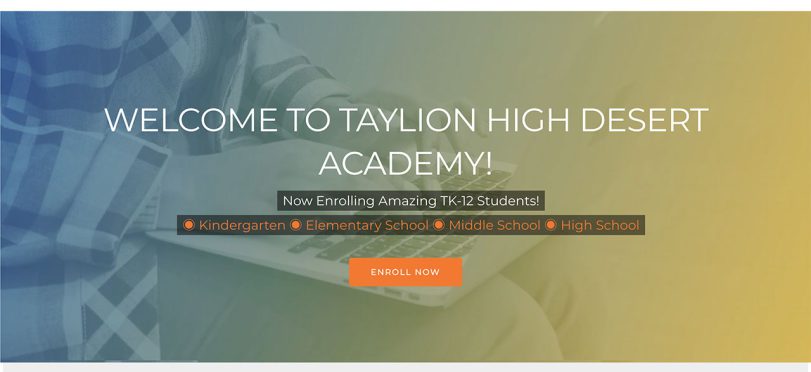 WELCOME TO TAYLION HIGH DESERT
ACADEMY!
Now Enrolling Amazing TK-12 Students!
◉ Kindergarten ◉ Elementary School ◉ Middle School ◉ High School
ENROLL NOW